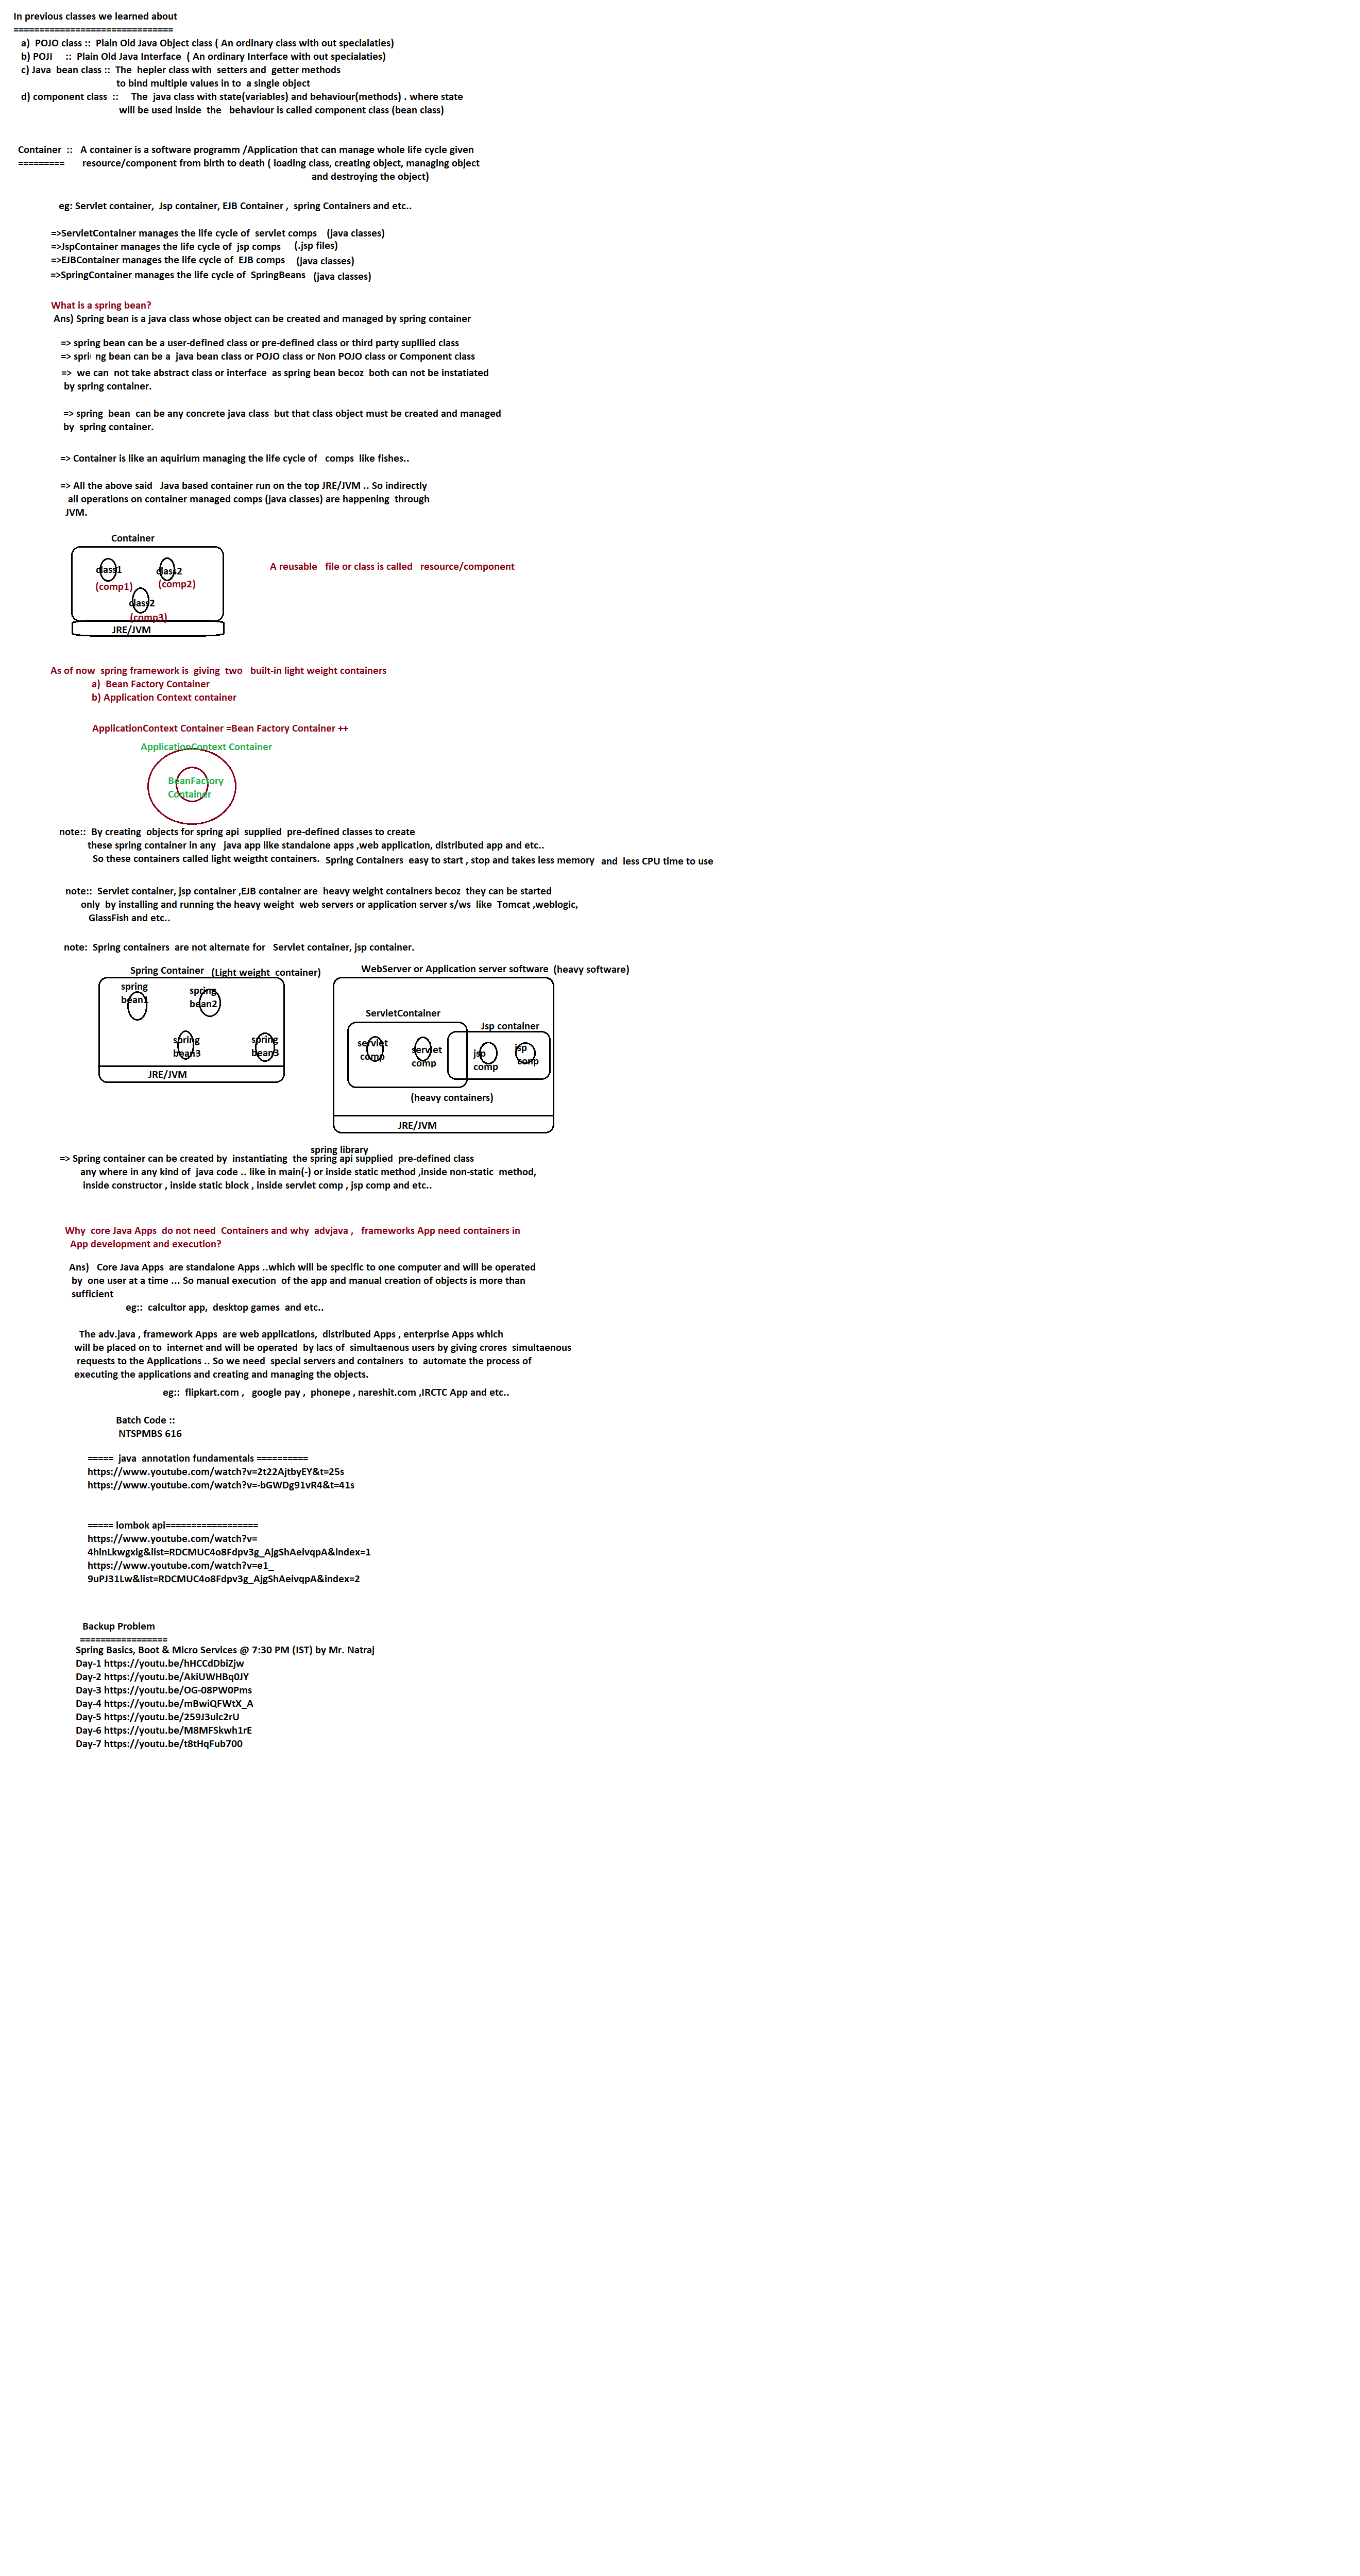 In previous classes we learned about
===============================
a) POJO class :: Plain Old Java Object class ( An ordinary class with out specialaties)
b) POJI :: Plain Old Java Interface ( An ordinary Interface with out specialaties)
c) Java bean class :: The hepler class with setters and getter methods
to bind multiple values in to a single object
d) component class :: The java class with state(variables) and behaviour(methods) . where state
will be used inside the behaviour is called component class (bean class)
Container :: A container is a software programm /Application that can manage whole life cycle given
========= resource/component from birth to death ( loading class, creating object, managing object
and destroying the object)
eg: Servlet container, Jsp container, EJB Container , spring Containers and etc..
=>ServletContainer manages the life cycle of servlet comps (java classes)
=>JspContainer manages the life cycle of jsp comps (.jsp files)
=>EJBContainer manages the life cycle of EJB comps (java classes)
=>SpringContainer manages the life cycle of SpringBeans (java classes)
What is a spring bean?
Ans) Spring bean is a java class whose object can be created and managed by spring container
=> spring bean can be a user-defined class or pre-defined class or third party supllied class
=> spri ng bean can be a java bean class or POJO class or Non POJO class or Component class
=> we can not take abstract class or interface as spring bean becoz both can not be instatiated
by spring container.
=> spring bean can be any concrete java class but that class object must be created and managed
by spring container.
=> Container is like an aquirium managing the life cycle of comps like fishes..
=> All the above said Java based container run on the top JRE/JVM .. So indirectly
all operations on container managed comps (java classes) are happening through
JVM.
Container
class1 class2
(comp1) (comp2)
class2
(comp3)
JRE/JVM
A reusable file or class is called resource/component
As of now spring framework is giving two built-in light weight containers
a) Bean Factory Container
b) Application Context container
ApplicationContext Container =Bean Factory Container ++
ApplicationContext Container
BeanFactory
Container
note:: By creating objects for spring api supplied pre-defined classes to create
these spring container in any java app like standalone apps ,web application, distributed app and etc..
So these containers called light weigtht containers. Spring Containers easy to start , stop and takes less memory and less CPU time to use
note:: Servlet container, jsp container ,EJB container are heavy weight containers becoz they can be started
only by installing and running the heavy weight web servers or application server s/ws like Tomcat ,weblogic,
GlassFish and etc..
note: Spring containers are not alternate for Servlet container, jsp container.
Spring Container (Light weight container)
spring
bean1
spring
bean2
spring
bean3
spring
bean3
JRE/JVM
WebServer or Application server software (heavy software)
ServletContainer
Jsp container
servlet
comp
servlet
comp
jsp
comp
jsp
conp
(heavy containers)
JRE/JVM
spring library
=> Spring container can be created by instantiating the spring api supplied pre-defined class
any where in any kind of java code .. like in main(-) or inside static method ,inside non-static method,
inside constructor , inside static block , inside servlet comp , jsp comp and etc..
Why core Java Apps do not need Containers and why advjava , frameworks App need containers in
App development and execution?
Ans) Core Java Apps are standalone Apps ..which will be specific to one computer and will be operated
by one user at a time ... So manual execution of the app and manual creation of objects is more than
sufficient
eg:: calcultor app, desktop games and etc..
The adv.java , framework Apps are web applications, distributed Apps , enterprise Apps which
will be placed on to internet and will be operated by lacs of simultaenous users by giving crores simultaenous
requests to the Applications .. So we need special servers and containers to automate the process of
executing the applications and creating and managing the objects.
eg:: flipkart.com , google pay , phonepe , nareshit.com ,IRCTC App and etc..
Batch Code ::
NTSPMBS 616
===== java annotation fundamentals ==========
https://www.youtube.com/watch?v=2t22AjtbyEY&t=25s
https://www.youtube.com/watch?v=-bGWDg91vR4&t=41s
===== lombok api==================
https://www.youtube.com/watch?v=
4hlnLkwgxig&list=RDCMUC4o8Fdpv3g_AjgShAeivqpA&index=1
https://www.youtube.com/watch?v=e1_
9uPJ31Lw&list=RDCMUC4o8Fdpv3g_AjgShAeivqpA&index=2
Backup Problem
=================
Spring Basics, Boot & Micro Services @ 7:30 PM (IST) by Mr. Natraj
Day-1 https://youtu.be/hHCCdDbiZjw
Day-2 https://youtu.be/AkiUWHBq0JY
Day-3 https://youtu.be/OG-08PW0Pms
Day-4 https://youtu.be/mBwiQFWtX_A
Day-5 https://youtu.be/259J3ulc2rU
Day-6 https://youtu.be/M8MFSkwh1rE
Day-7 https://youtu.be/t8tHqFub700